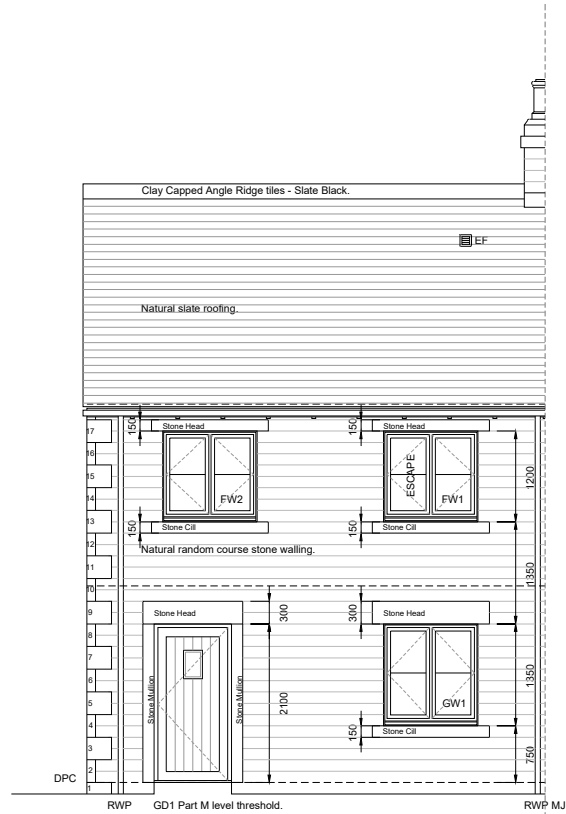 Clay Capped Angle Ridge tiles - Slate Black.
EF
Natural slate roofing.
150
Stone Head
150
Stone Head
17
16
15
14
13
12
11
10
9
8
7
6
5
4
3
2
1
FW2
ESCAPE
FW1
1200
150
Stone Cill
150
Stone Cill
Natural random course stone walling.
1350
Stone Head
300
300
Stone Head
Stone Mullion
Stone Mullion
2100
1350
GW1
150
Stone Cill
750
DPC
RWP
GD1 Part M level threshold.
RWP MJ